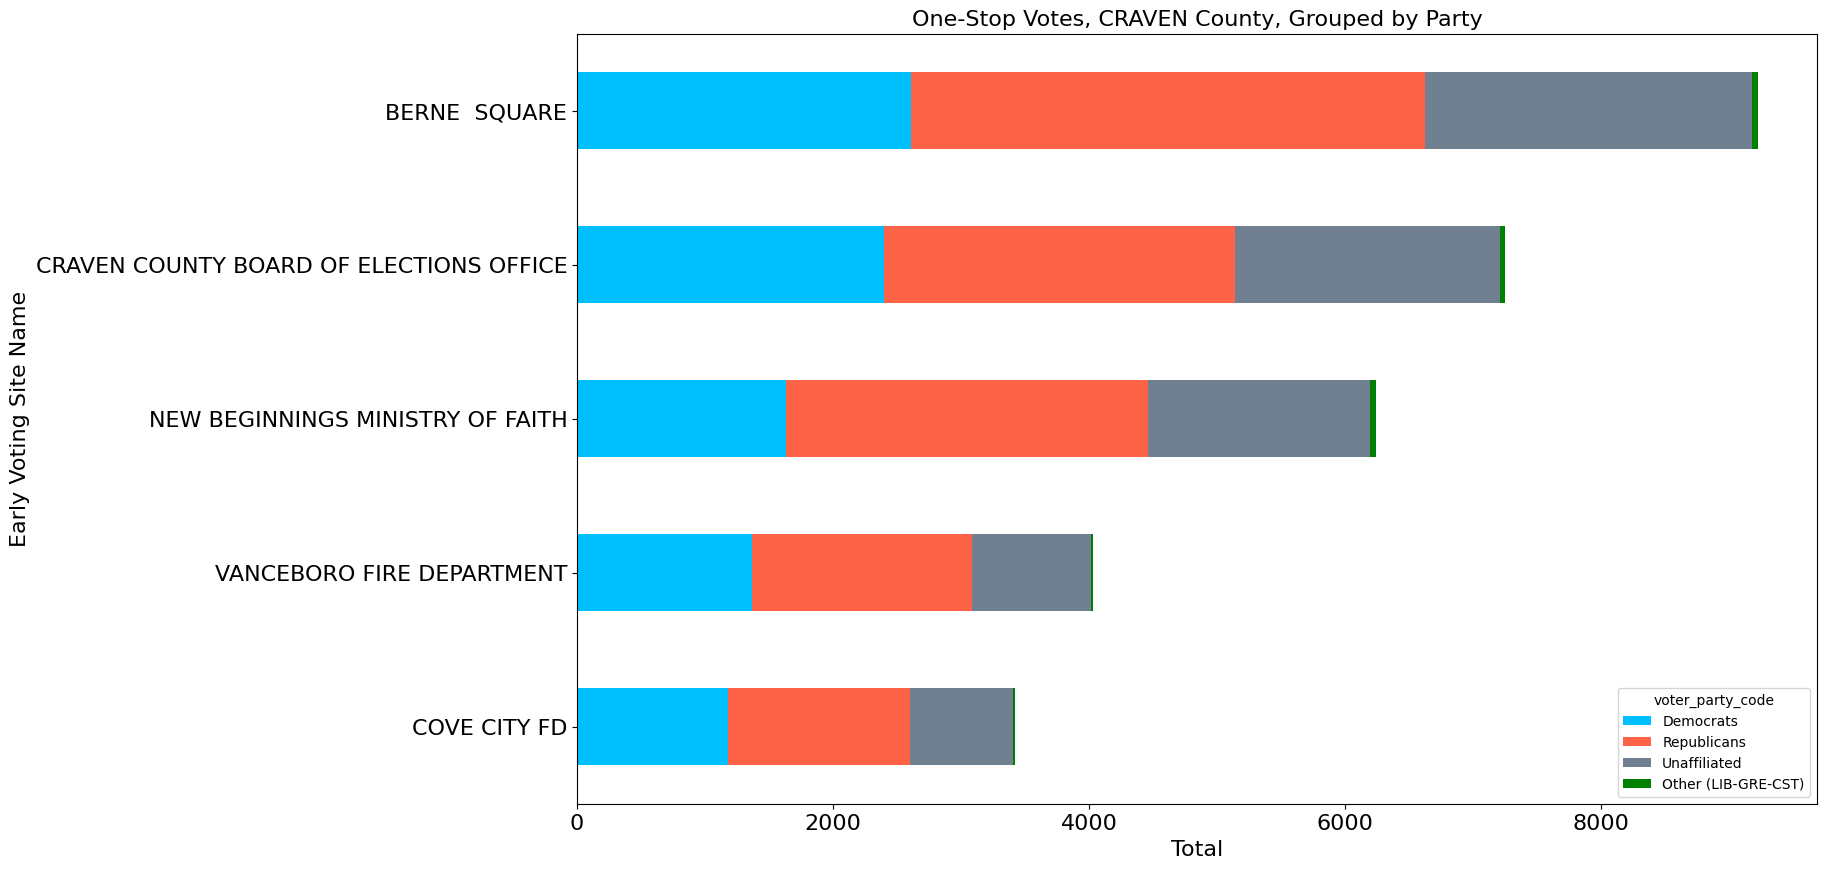 One-Stop Votes, CRAVEN County, Grouped by Party
Early Voting Site Name
BERNE  SQUARE
CRAVEN COUNTY BOARD OF ELECTIONS OFFICE
NEW BEGINNINGS MINISTRY OF FAITH
VANCEBORO FIRE DEPARTMENT
COVE CITY FD
voter_party_code
Democrats
Republicans
Unaffiliated
Other (LIB-GRE-CST)
0 2000 4000 6000 8000
Total